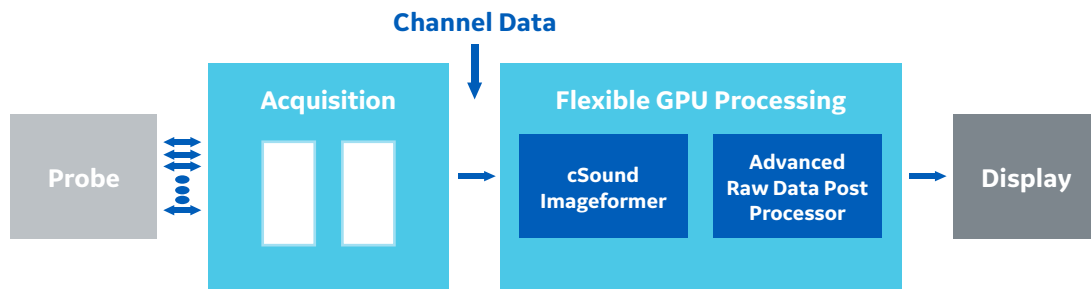 Channel Data
Acquisition
Flexible GPU Processing
Probe
cSound
Imageformer
Advanced
Raw Data Post
Processor
Display